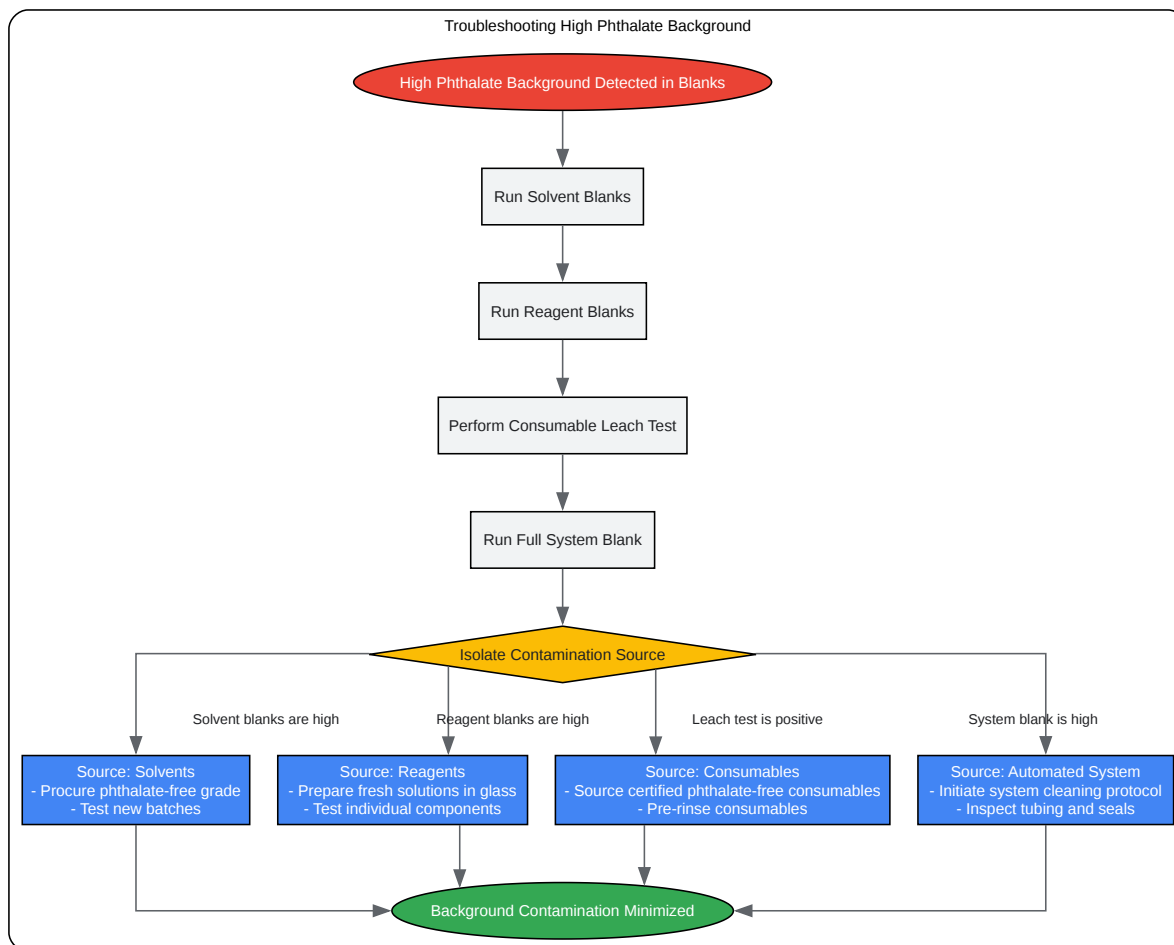 Troubleshooting High Phthalate Background
High Phthalate Background Detected in Blanks
Run Solvent Blanks
Run Reagent Blanks
Perform Consumable Leach Test
Run Full System Blank
Isolate Contamination Source
Solvent blanks are high
Reagent blanks are high
Leach test is positive
System blank is high
Source: Solvents
- Procure phthalate-free grade
- Test new batches
Source: Reagents
- Prepare fresh solutions in glass
- Test individual components
Source: Consumables
- Source certified phthalate-free consumables
- Pre-rinse consumables
Source: Automated System
- Initiate system cleaning protocol
- Inspect tubing and seals
Background Contamination Minimized